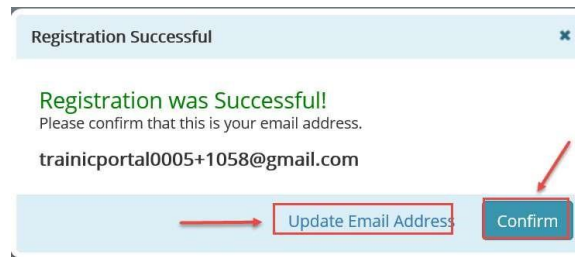 Registration Successful
Registration was Successful!
Please confirm that this is your email address.
trainicportal0005+1058@gmail.com
Update Email Address Confirm